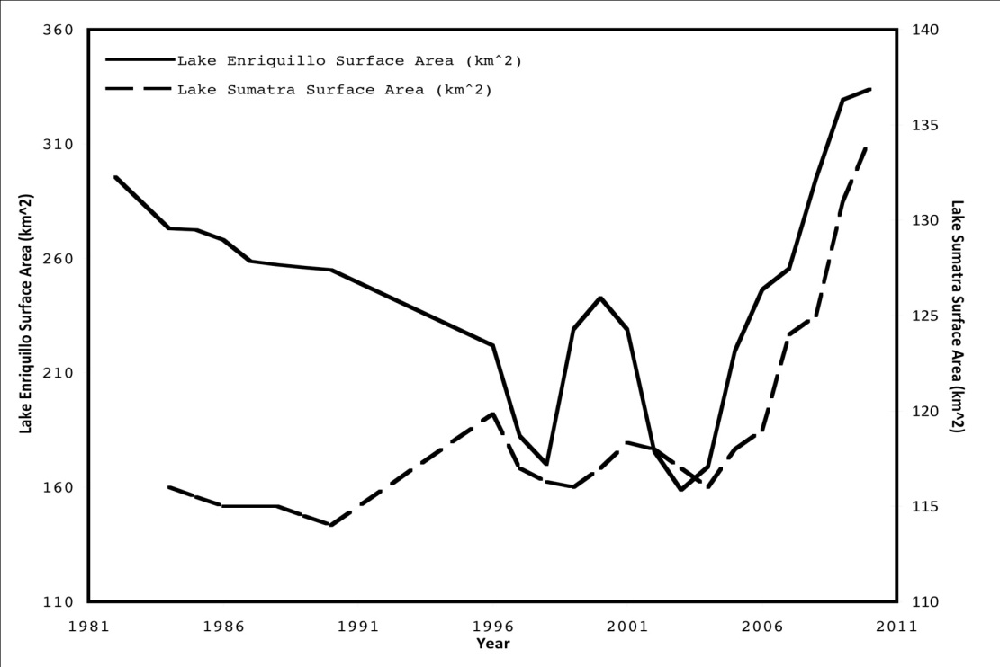 360
140
Lake Enriquillo Surface Area (km^2)
Lake Sumatra Surface Area (km^2)
135
310
130
260
125
210
120
160
115
110
110
Lake Enriquillo Surface Area (km^2)
Lake Sumatra Surface Area (km^2)
1981 1986 1991 1996 2001 2006 2011
Year